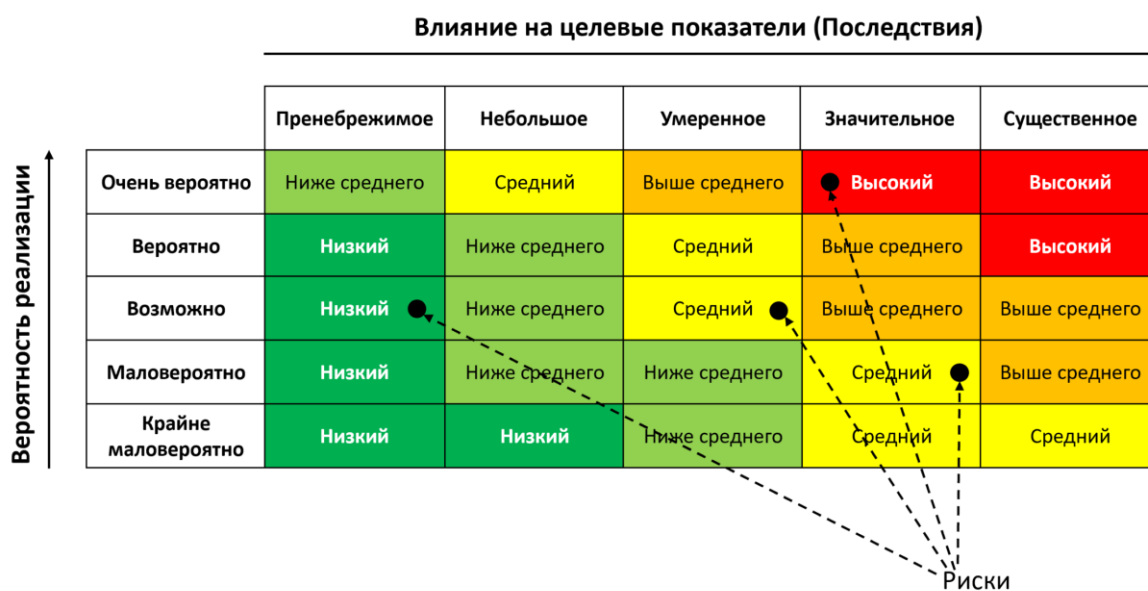 Влияние на целевые показатели (Последствия)
Пренебрежимое Небольшое Умеренное Значительное Существенное
Вероятность реализации
Очень вероятно Ниже среднего Средний Выше среднего Высокий Высокий
Вероятно Низкий Ниже среднего Средний Выше среднего Высокий
Возможно Низкий Ниже среднего Средний Выше среднего Выше среднего
Маловероятно Низкий Ниже среднего Ниже среднего Средний Выше среднего
Крайне
маловероятно Низкий Низкий Ниже среднего Средний Средний
Риски